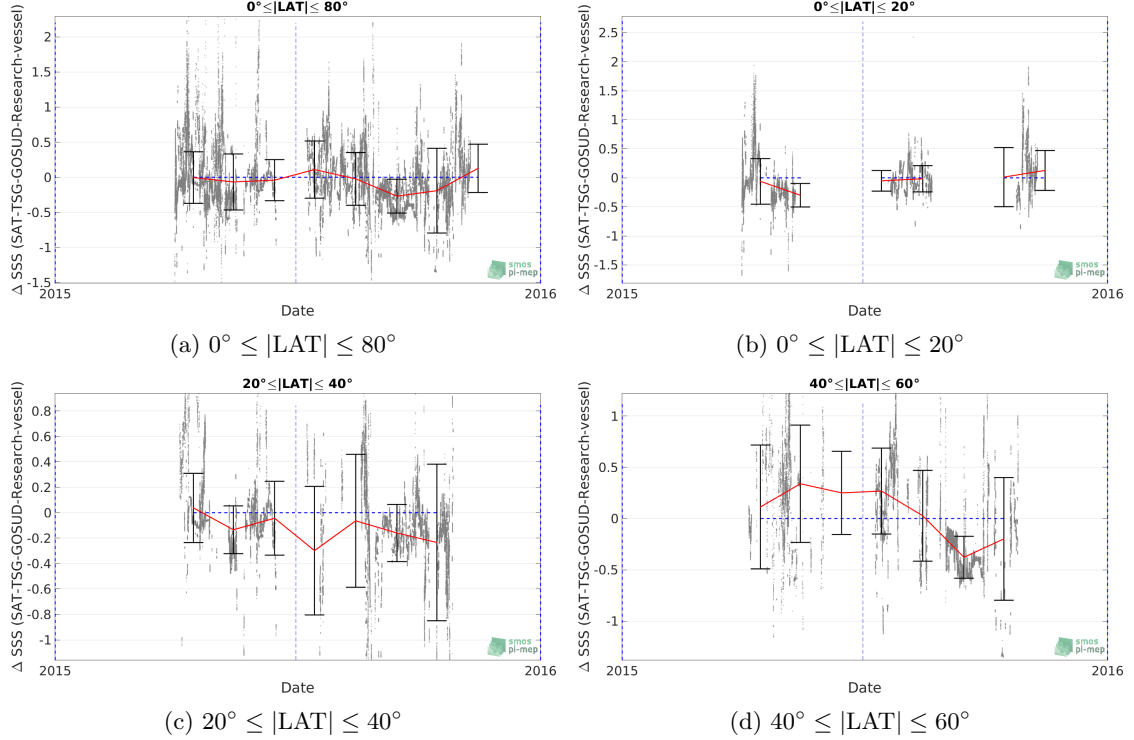 0°≤|LAT|≤ 80°
Δ SSS (SAT-TSG-GOSUD-Research-vessel)
2
1.5
1
0.5
0
-0.5
-1
-1.5
2015
2016
Date
smos
pi-mep
(a) 0° ≤ |LAT| ≤ 80°
0°≤|LAT|≤ 20°
Δ SSS (SAT-TSG-GOSUD-Research-vessel)
2.5
2
1.5
1
0.5
0
-0.5
-1
-1.5
2015
2016
Date
smos
pi-mep
(b) 0° ≤ |LAT| ≤ 20°
20°≤|LAT|≤ 40°
Δ SSS (SAT-TSG-GOSUD-Research-vessel)
0.8
0.6
0.4
0.2
0
-0.2
-0.4
-0.6
-0.8
-1
2015
2016
Date
smos
pi-mep
(c) 20° ≤ |LAT| ≤ 40°
40°≤|LAT|≤ 60°
Δ SSS (SAT-TSG-GOSUD-Research-vessel)
1
0.5
0
-0.5
-1
2015
2016
Date
smos
pi-mep
(d) 40° ≤ |LAT| ≤ 60°